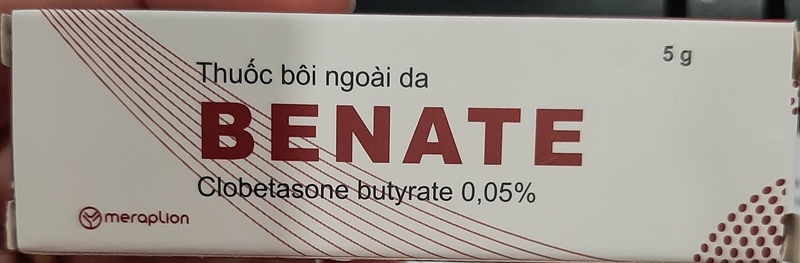 5 g
Thuốc bôi ngoài da
BENATE
Clobetasone butyrate 0,05%
meraplion